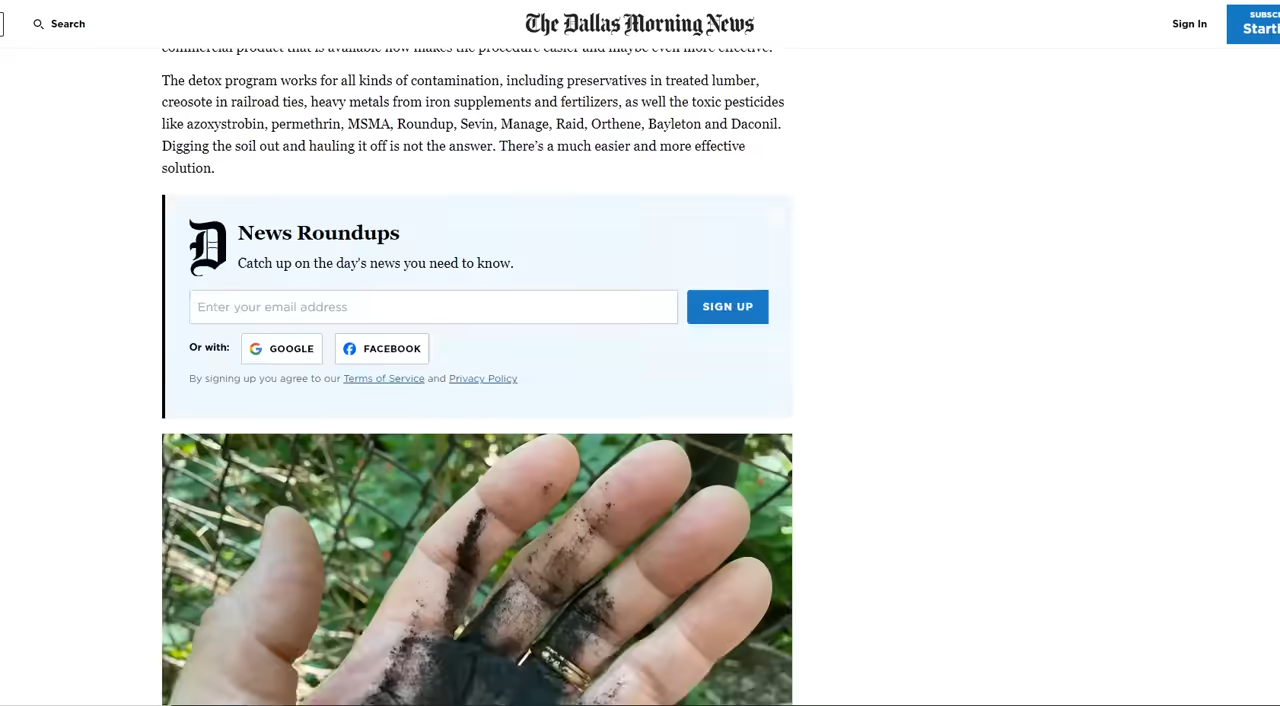 Search
The Dallas Morning News
Sign In
SUBSC
Starti
commercial product that is available now makes the procedure easier and maybe even more effective.
The detox program works for all kinds of contamination, including preservatives in treated lumber,
creosote in railroad ties, heavy metals from iron supplements and fertilizers, as well the toxic pesticides
like azoxystrobin, permethrin, MSMA, Roundup, Sevin, Manage, Raid, Orthene, Bayleton and Daconil.
Digging the soil out and hauling it off is not the answer. There’s a much easier and more effective
solution.
D
News Roundups
Catch up on the day's news you need to know.
Enter your email address
SIGN UP
Or with:
GOOGLE
FACEBOOK
By signing up you agree to our Terms of Service and Privacy Policy